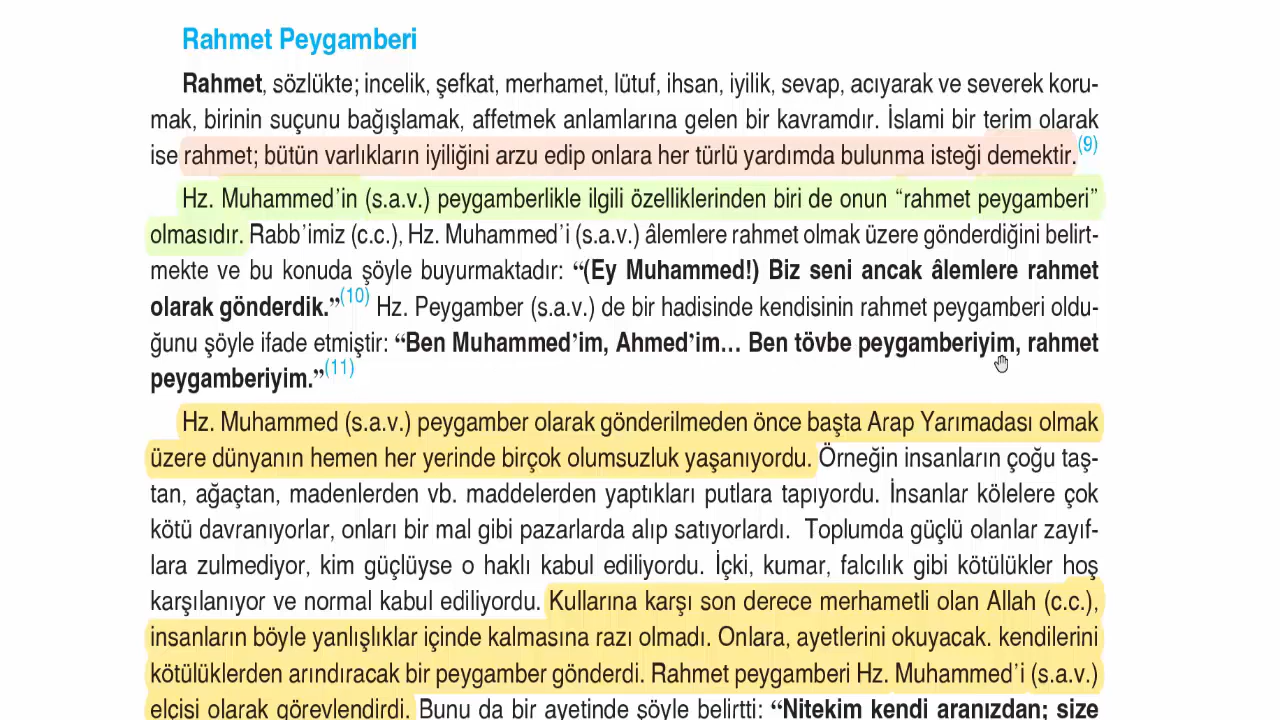 Rahmet Peygamberi
Rahmet, sözlükte; incelik, şefkat, merhamet, lütuf, ihsan, iyilik, sevap, acıyarak ve severek koru-
mak, birinin suçunu bağışlamak, affetmek anlamlarına gelen bir kavramdır. İslami bir terim olarak
ise rahmet; bütün varlıkların iyiliğini arzu edip onlara her türlü yardımda bulunma isteği demektir.(9)
Hz. Muhammed’in (s.a.v.) peygamberlikle ilgili özelliklerinden biri de onun “rahmet peygamberi”
olmasıdır. Rabb’imiz (c.c.), Hz. Muhammed’i (s.a.v.) âlemlere rahmet olmak üzere gönderdiğini belirt-
mekte ve bu konuda şöyle buyurmaktadır: “(Ey Muhammed!) Biz seni ancak âlemlere rahmet
olarak gönderdik.”(10) Hz. Peygamber (s.a.v.) de bir hadisinde kendisinin rahmet peygamberi oldu-
ğunu şöyle ifade etmiştir: “Ben Muhammed’im, Ahmed’im... Ben tövbe peygamberiyim, rahmet
peygamberiyim.”(11)
Hz. Muhammed (s.a.v.) peygamber olarak gönderilmeden önce başta Arap Yarımadası olmak
üzere dünyanın hemen her yerinde birçok olumsuzluk yaşanıyordu. Örneğin insanların çoğu taş-
tan, ağaçtan, madenlerden vb. maddelerden yaptıkları putlara tapıyordu. İnsanlar kölelere çok
kötü davranıyorlar, onları bir mal gibi pazarlarda alıp satıyorlardı. Toplumda güçlü olanlar zayıf-
lara zulmediyor, kim güçlüyse o haklı kabul ediliyordu. İçki, kumar, falcılık gibi kötülükler hoş
karşılanıyor ve normal kabul ediliyordu. Kullarına karşı son derece merhametli olan Allah (c.c.),
insanların böyle yanlışlıklar içinde kalmasına razı olmadı. Onlara, ayetlerini okuyacak. kendilerini
kötülüklerden arındıracak bir peygamber gönderdi. Rahmet peygamberi Hz. Muhammed’i (s.a.v.)
elçisi olarak görevlendirdi. Bunu da bir ayetinde şöyle belirtti: “Nitekim kendi aranızdan; size